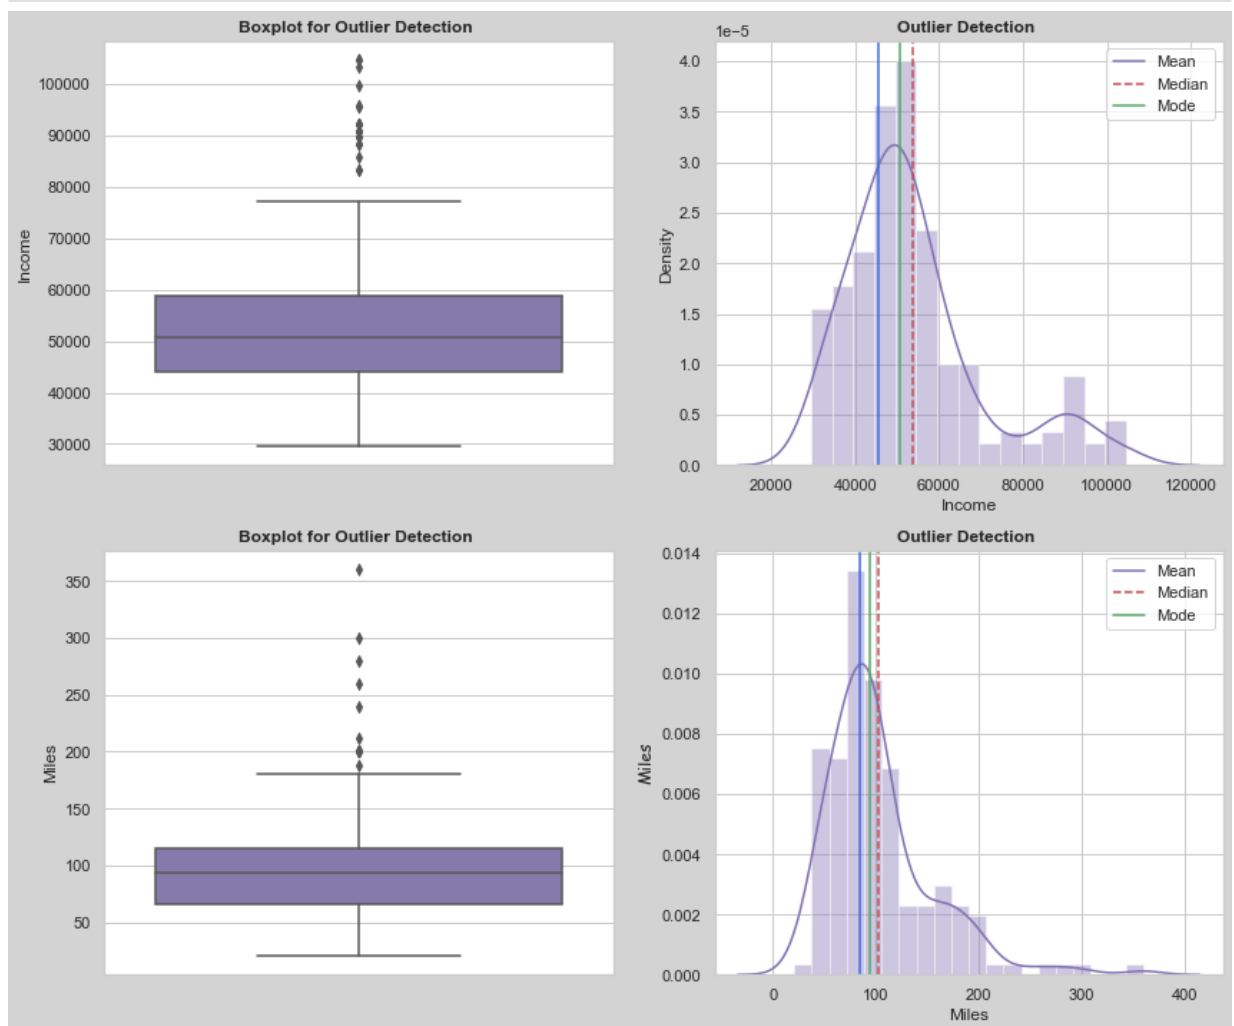 Boxplot for Outlier Detection
100000
90000
80000
70000
60000
50000
40000
30000
Income
Outlier Detection
1e−5
4.0
3.5
3.0
2.5
2.0
1.5
1.0
0.5
0.0
Density
Mean
Median
Mode
20000 40000 60000 80000 100000 120000
Income
Boxplot for Outlier Detection
350
300
250
200
150
100
50
Miles
Outlier Detection
0.014
0.012
0.010
0.008
0.006
0.004
0.002
0.000
Miles
Mean
Median
Mode
0 100 200 300 400
Miles